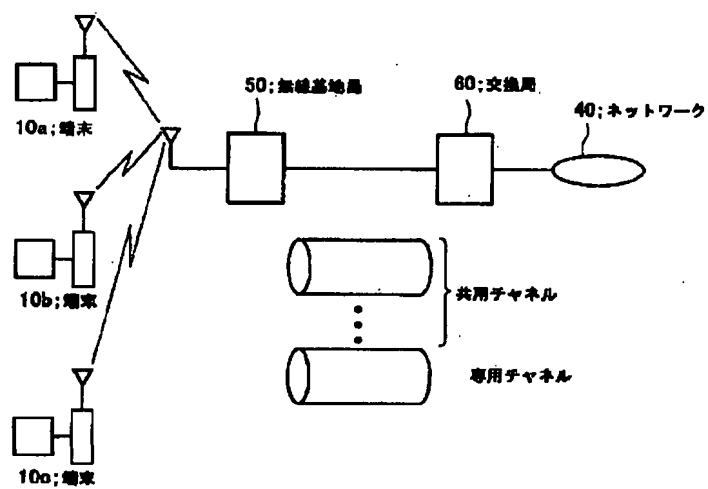 50;無線基地局
60;交換局
40;ネットワーク
10a;端末
10b;端末
共用チャネル
専用チャネル
10c;端末